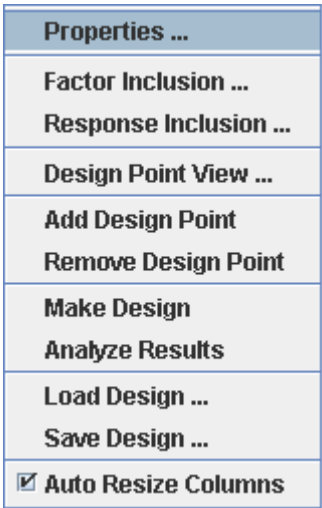 Properties ...
Factor Inclusion ...
Response Inclusion ...
Design Point View ...
Add Design Point
Remove Design Point
Make Design
Analyze Results
Load Design ...
Save Design ...
Auto Resize Columns